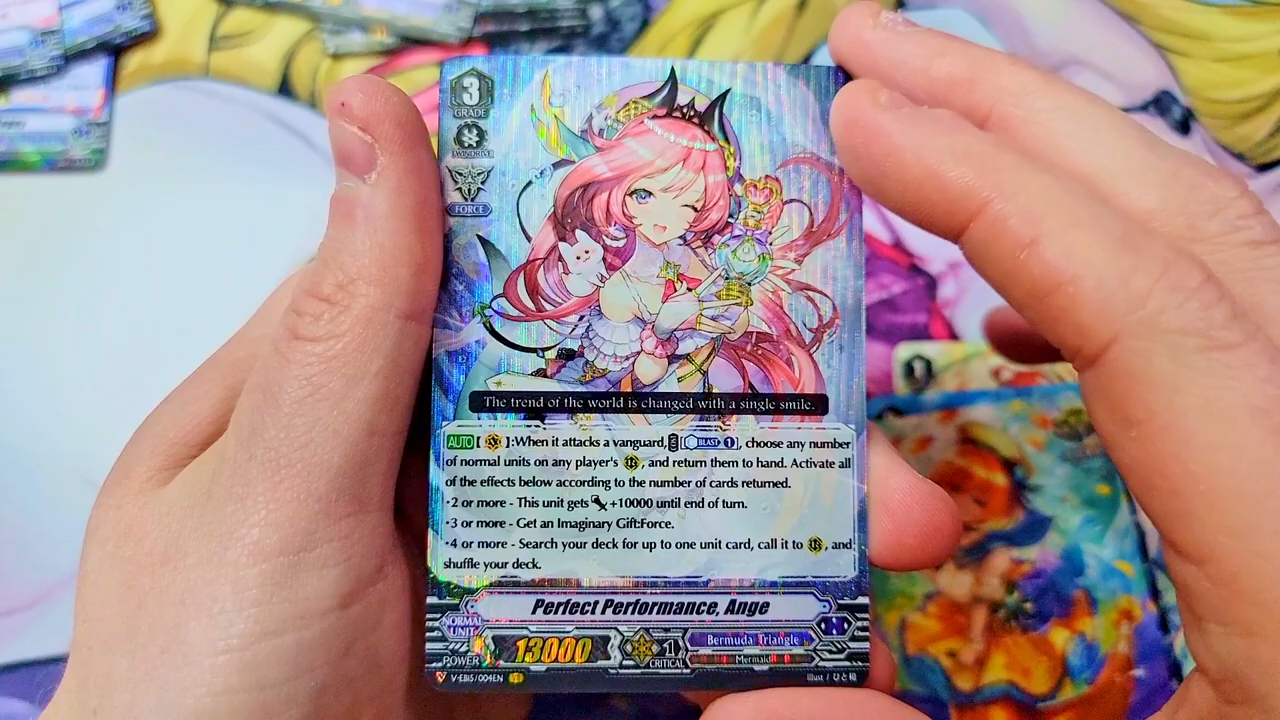 3
GRADE
TWINDRIVE
FORCE
The trend of the world is changed with a single smile.
AUTO [ ]:When it attacks a vanguard, [BLAST 1], choose any number
of normal units on any player's RC, and return them to hand. Activate all
of the effects below according to the number of cards returned.
·2 or more - This unit gets +10000 until end of turn.
·3 or more - Get an Imaginary Gift:Force.
·4 or more - Search your deck for up to one unit card, call it to RC, and
shuffle your deck.
Perfect Performance, Ange
NORMAL
UNIT
POWER 13000 1 CRITICAL
Bermuda Triangle
Mermaid
V-EB15/004EN
Illust / ひと和
1